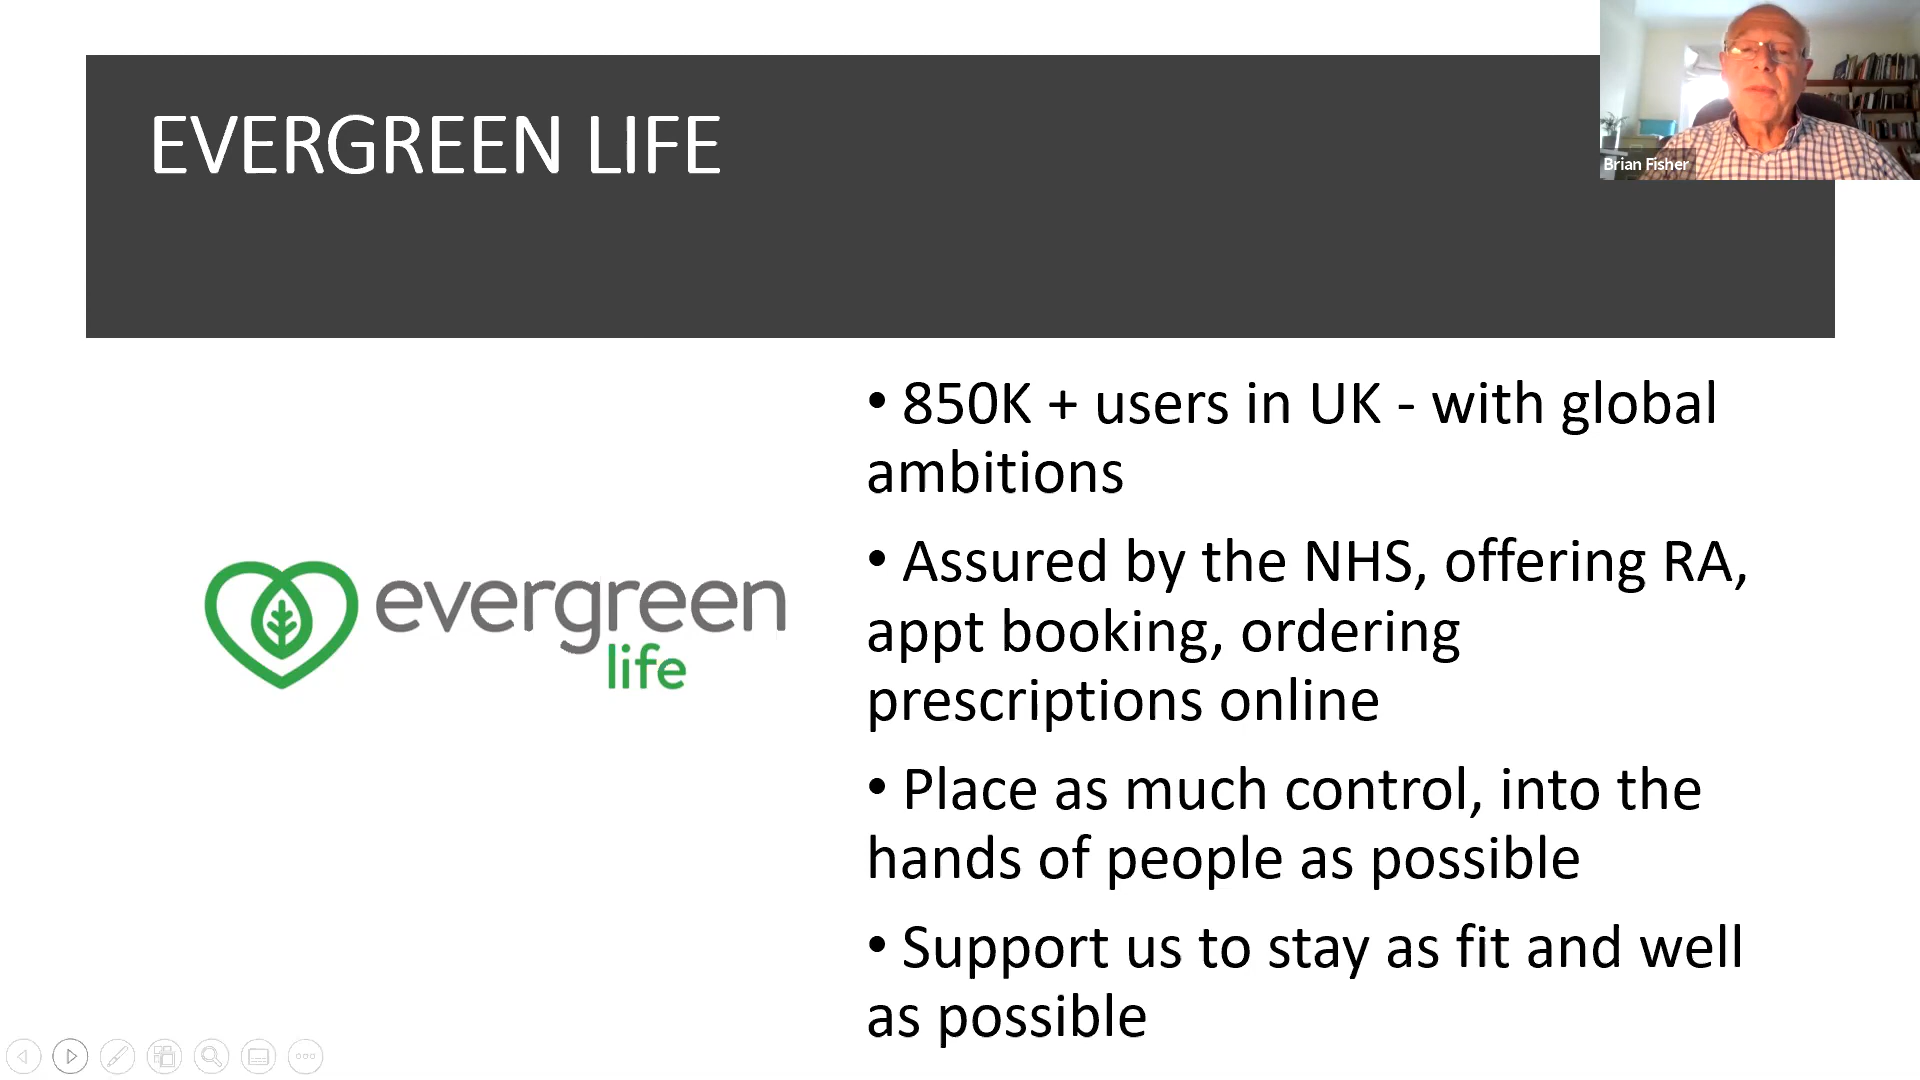 EVERGREEN LIFE
Brian Fisher
evergreen
life
• 850K + users in UK - with global
ambitions
• Assured by the NHS, offering RA,
appt booking, ordering
prescriptions online
• Place as much control, into the
hands of people as possible
• Support us to stay as fit and well
as possible